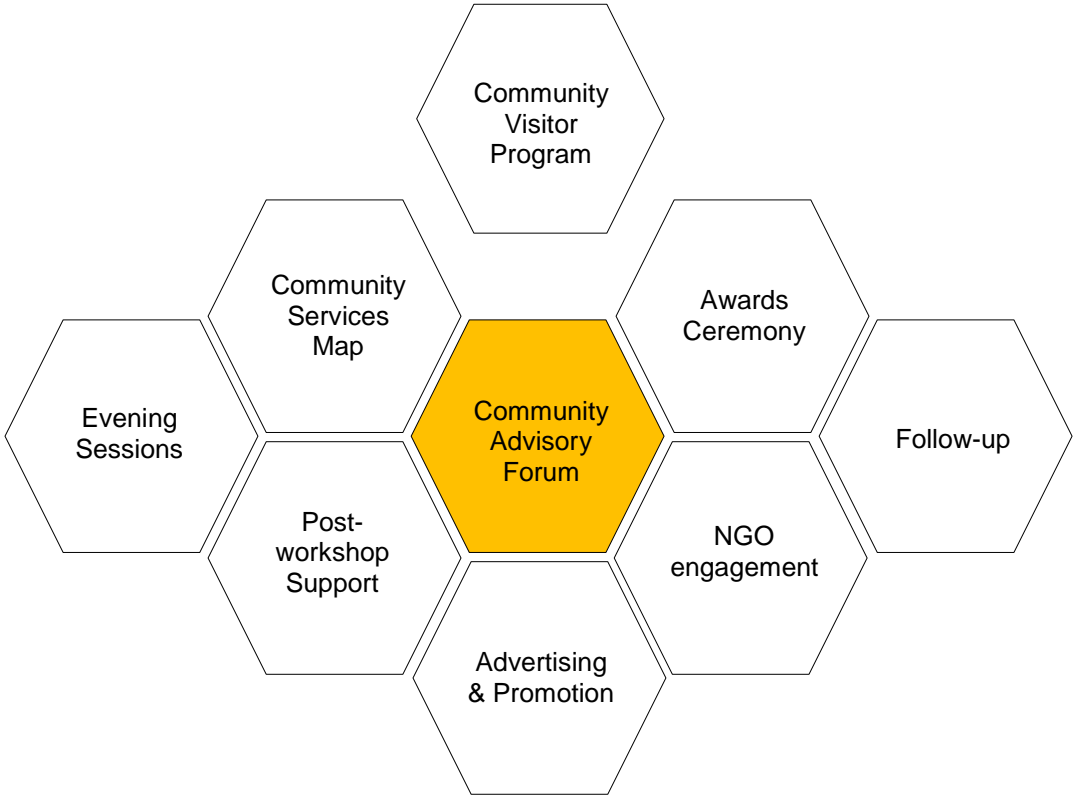 Community
Visitor
Program
Community
Services
Map
Awards
Ceremony
Evening
Sessions
Community
Advisory
Forum
Follow-up
Post-
workshop
Support
NGO
engagement
Advertising
& Promotion